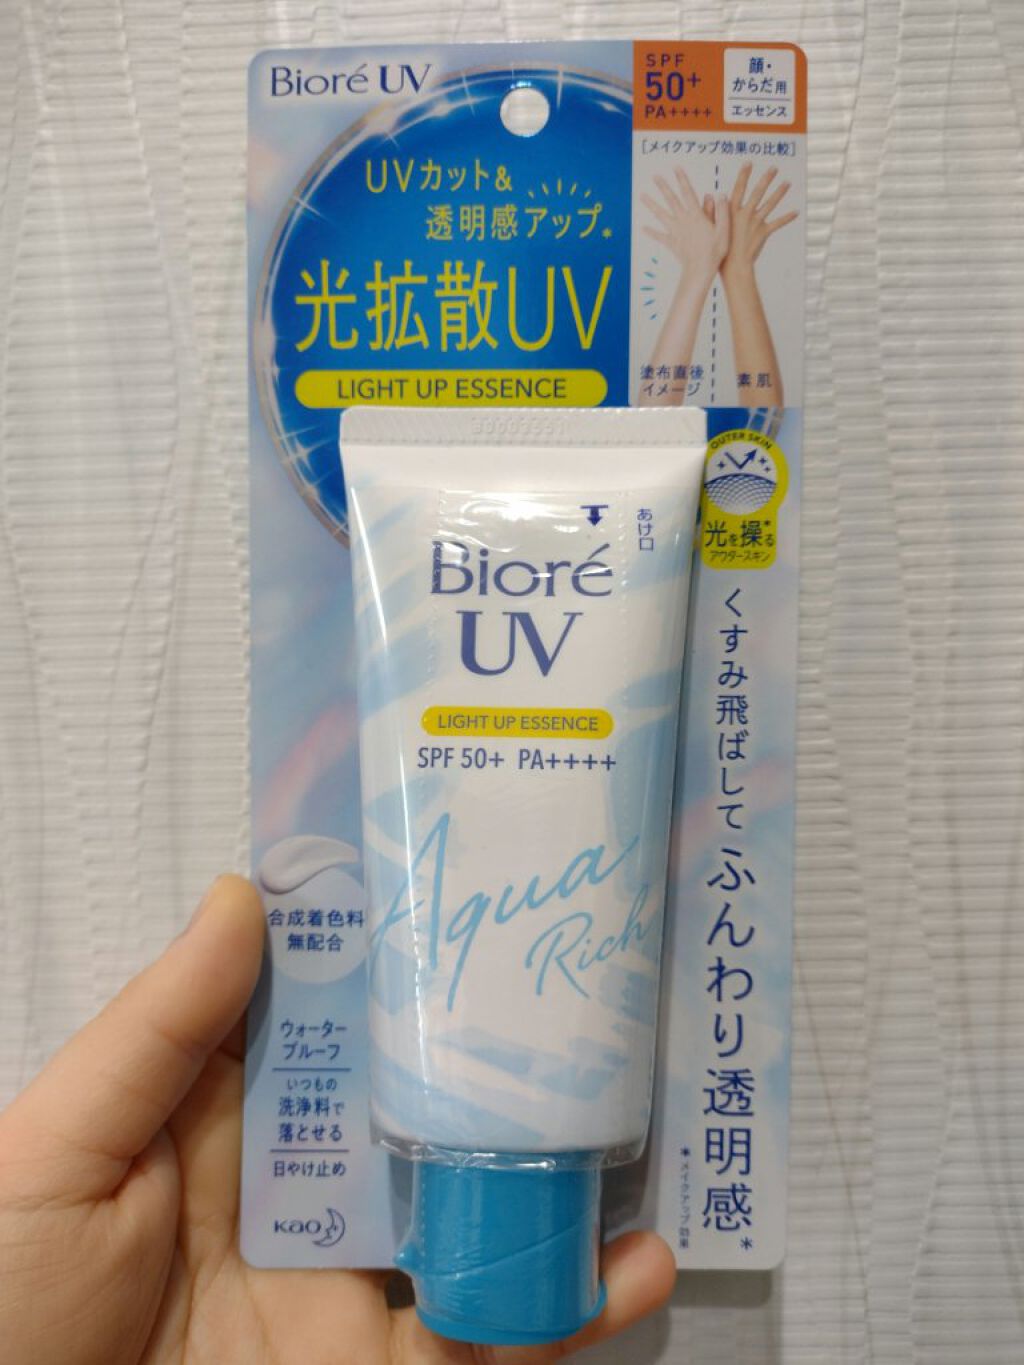 Bioré UV
SPF
50+
PA++++
顔・
からだ用
エッセンス
UVカット&
透明感アップ*
光拡散UV
LIGHT UP ESSENCE
[メイクアップ効果の比較]
塗布直後
イメージ
素肌
OUTER SKIN
光を操る*
アウタースキン
あけ口
Bioré
UV
LIGHT UP ESSENCE
SPF 50+ PA++++
Aqua
Rich
くすみ飛ばして
ふんわり透明感*
*メイクアップ効果
合成着色料
無配合
ウォーター
プルーフ
いつもの
洗浄料で
落とせる
日やけ止め
Kao